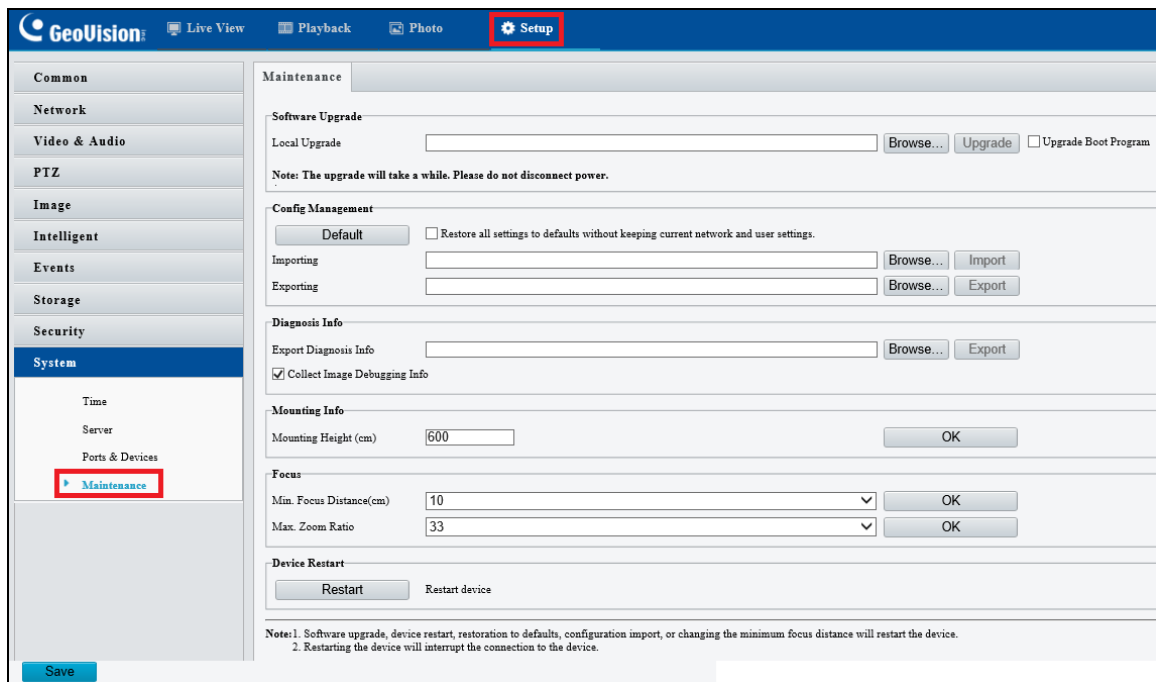 GeoVision
Live View
Playback
Photo
Setup
Common
Network
Video & Audio
PTZ
Image
Intelligent
Events
Storage
Security
System
Time
Server
Ports & Devices
Maintenance
Maintenance
Software Upgrade
Local Upgrade Browse... Upgrade Upgrade Boot Program
Note: The upgrade will take a while. Please do not disconnect power.
Config Management
Default Restore all settings to defaults without keeping current network and user settings.
Importing Browse... Import
Exporting Browse... Export
Diagnosis Info
Export Diagnosis Info Browse... Export
Collect Image Debugging Info
Mounting Info
Mounting Height (cm) 600 OK
Focus
Min. Focus Distance(cm) 10 OK
Max. Zoom Ratio 33 OK
Device Restart
Restart Restart device
Note:1. Software upgrade, device restart, restoration to defaults, configuration import, or changing the minimum focus distance will restart the device.
2. Restarting the device will interrupt the connection to the device.
Save